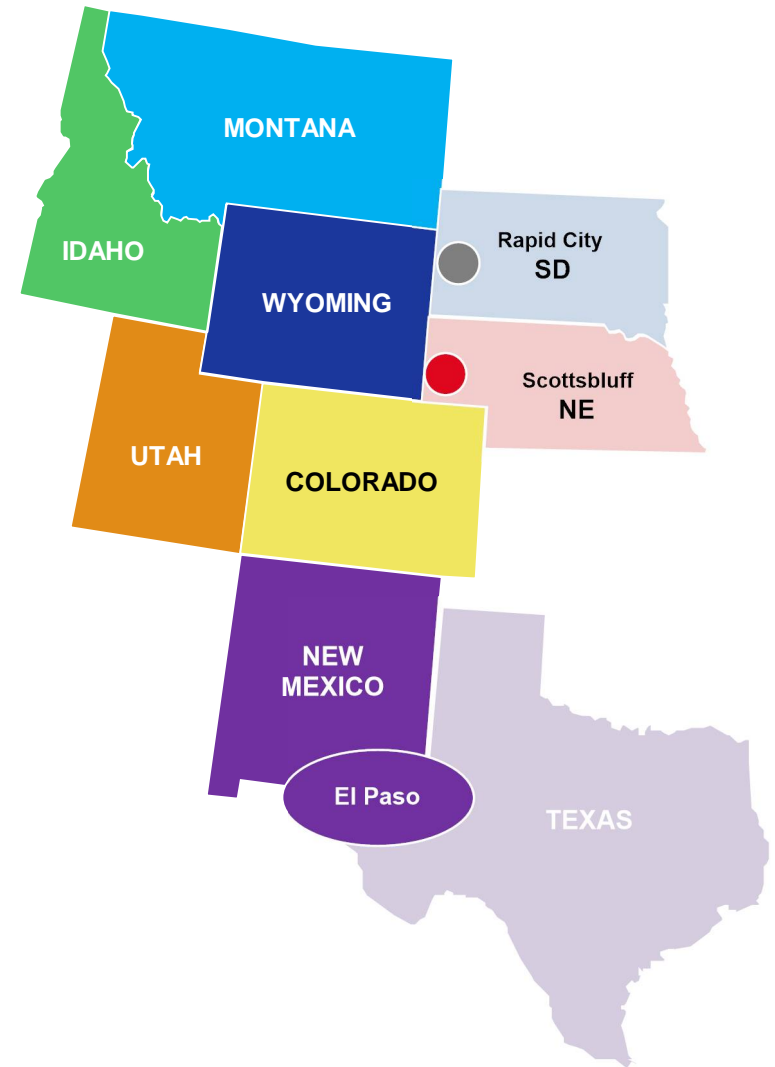 MONTANA
Rapid City
SD
IDAHO
WYOMING
Scottsbluff
NE
UTAH
COLORADO
NEW
MEXICO
El Paso
TEXAS